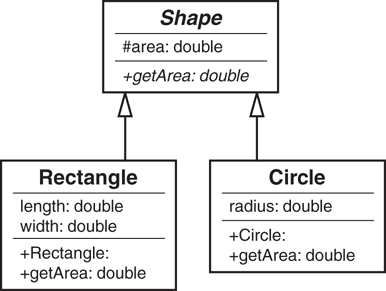 Shape
#area: double
+getArea: double
Rectangle
length: double
width: double
+Rectangle:
+getArea: double
Circle
radius: double
+Circle:
+getArea: double